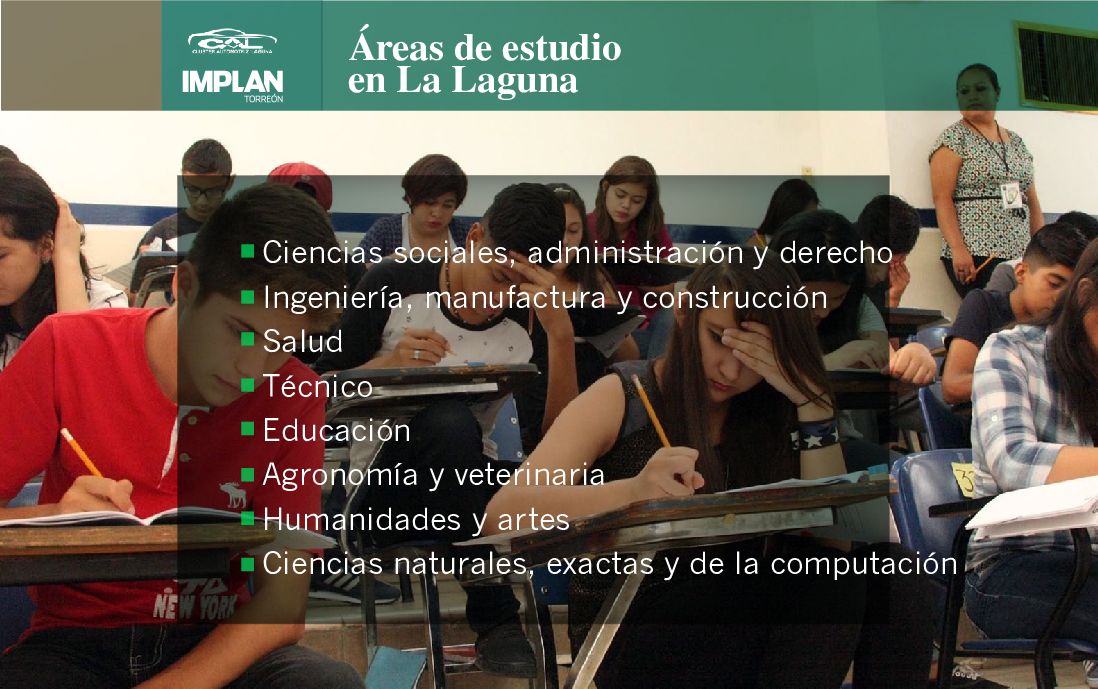 CAL
CLUSTER AUTOMOTRIZ LAGUNA
IMPLAN
TORREÓN
Áreas de estudio
en La Laguna
Ciencias sociales, administración y derecho
Ingeniería, manufactura y construcción
Salud
Técnico
Educación
Agronomía y veterinaria
Humanidades y artes
Ciencias naturales, exactas y de la computación
NEW YORK